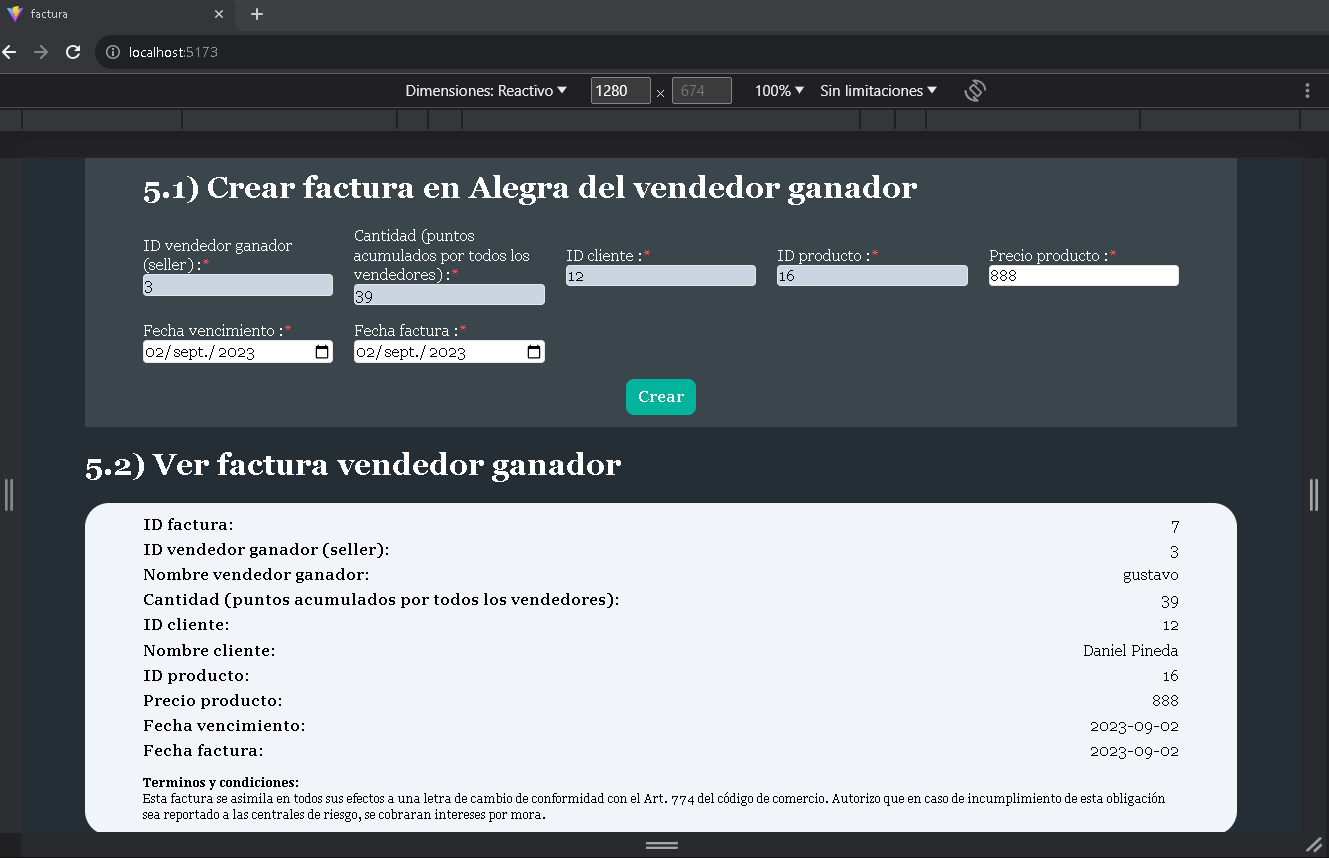 factura
localhost:5173
Dimensiones: Reactivo 1280 × 674 100% Sin limitaciones
5.1) Crear factura en Alegra del vendedor ganador
ID vendedor ganador
(seller) :*
3
Cantidad (puntos
acumulados por todos los
vendedores) :*
39
ID cliente :*
12
ID producto :*
16
Precio producto :*
888
Fecha vencimiento :*
02/sept./2023
Fecha factura :*
02/sept./2023
Crear
5.2) Ver factura vendedor ganador
ID factura: 7
ID vendedor ganador (seller): 3
Nombre vendedor ganador: gustavo
Cantidad (puntos acumulados por todos los vendedores): 39
ID cliente: 12
Nombre cliente: Daniel Pineda
ID producto: 16
Precio producto: 888
Fecha vencimiento: 2023-09-02
Fecha factura: 2023-09-02
Terminos y condiciones:
Esta factura se asimila en todos sus efectos a una letra de cambio de conformidad con el Art. 774 del código de comercio. Autorizo que en caso de incumplimiento de esta obligación
sea reportado a las centrales de riesgo, se cobraran intereses por mora.